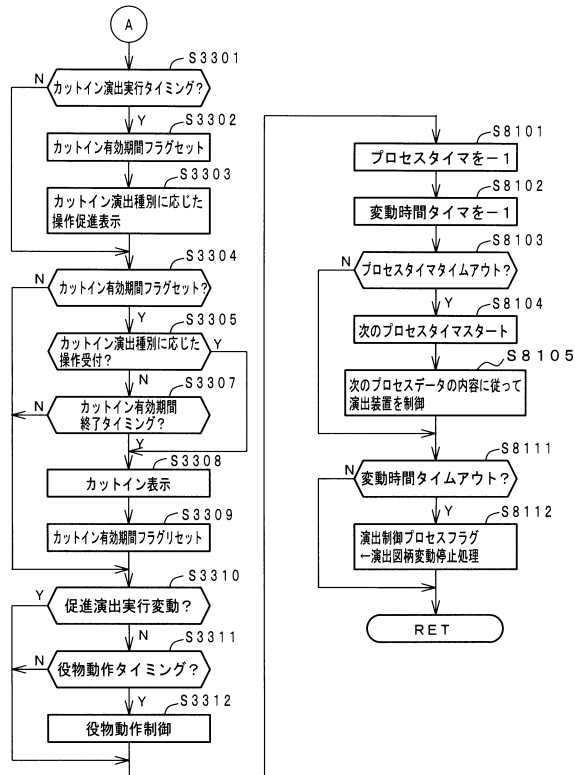 A
S3301
カットイン演出実行タイミング?
N
Y
S3302
カットイン有効期間フラグセット
S3303
カットイン演出種別に応じた
操作促進表示
S3304
カットイン有効期間フラグセット?
N
Y
S3305
カットイン演出種別に応じた
操作受付?
Y
N
S3307
カットイン有効期間
終了タイミング?
N
Y
S3308
カットイン表示
S3309
カットイン有効期間フラグリセット
S3310
促進演出実行変動?
Y
N
S3311
役物動作タイミング?
N
Y
S3312
役物動作制御
S8101
プロセスタイマを−1
S8102
変動時間タイマを−1
S8103
プロセスタイマタイムアウト?
N
Y
S8104
次のプロセスタイマスタート
S8105
次のプロセスデータの内容に従って
演出装置を制御
S8111
変動時間タイムアウト?
N
Y
S8112
演出制御プロセスフラグ
←演出図柄変動停止処理
RET